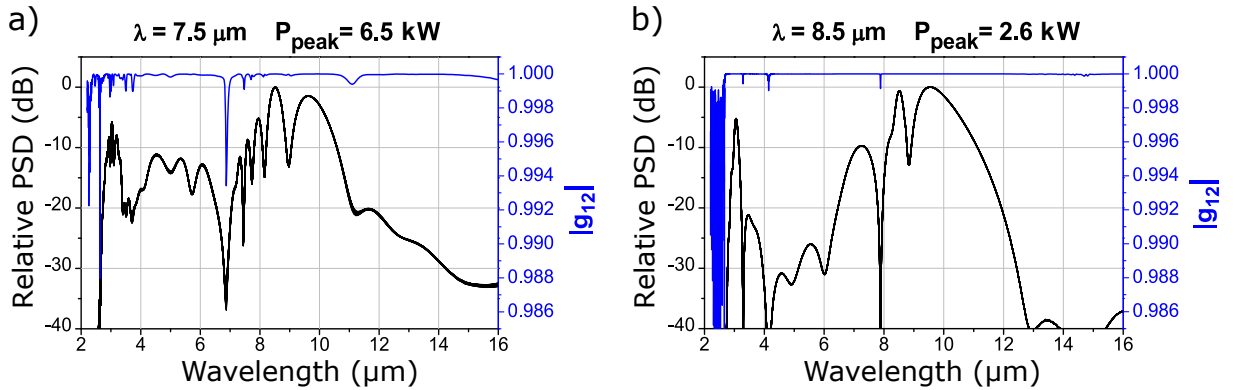 a)
λ = 7.5 μm P_peak= 6.5 kW
Relative PSD (dB)
0
-10
-20
-30
-40
2 4 6 8 10 12 14 16
Wavelength (μm)
1.000
0.998
0.996
0.994
0.992
0.990
0.988
0.986
|g₁₂|
b)
λ = 8.5 μm P_peak= 2.6 kW
Relative PSD (dB)
0
-10
-20
-30
-40
2 4 6 8 10 12 14 16
Wavelength (μm)
1.000
0.998
0.996
0.994
0.992
0.990
0.988
0.986
|g₁₂|